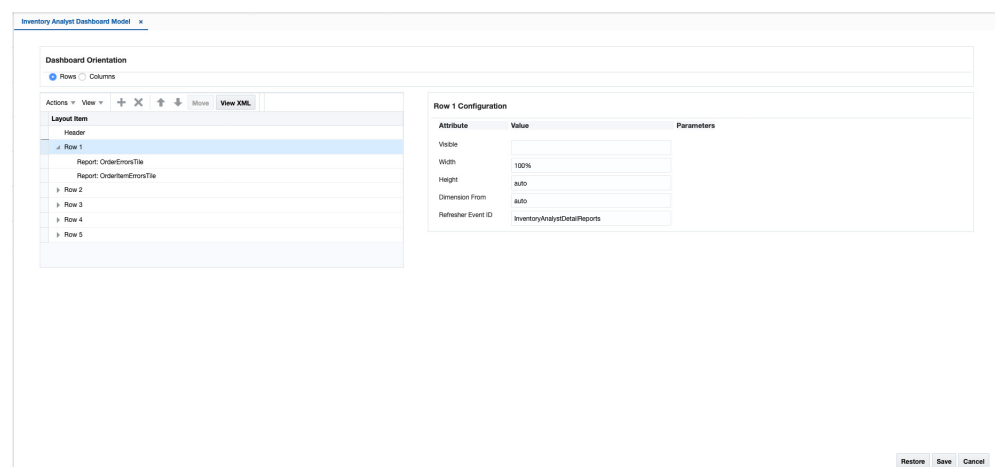 Inventory Analyst Dashboard Model ×
Dashboard Orientation
Rows Columns
Actions View Move View XML
Layout Item
Header
Row 1
Report: OrderErrorsTile
Report: OrderItemErrorsTile
Row 2
Row 3
Row 4
Row 5
Row 1 Configuration
Attribute Value Parameters
Visible
Width 100%
Height auto
Dimension From auto
Refresher Event ID InventoryAnalystDetailReports
Restore Save Cancel